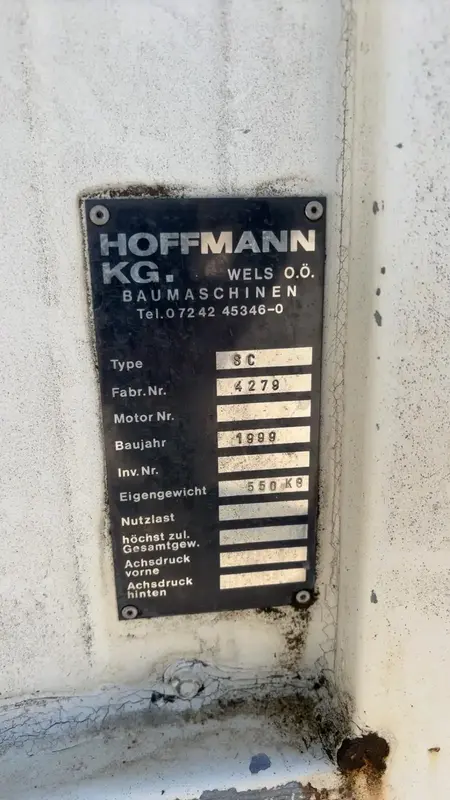 HOFFMANN
KG. WELS O.Ö.
BAUMASCHINEN
Tel.07242 45346-0
Type SC
Fabr.Nr. 4279
Motor Nr.
Baujahr 1999
Inv.Nr.
Eigengewicht 550 KG
Nutzlast
höchst zul.
Gesamtgew.
Achsdruck
vorne
Achsdruck
hinten